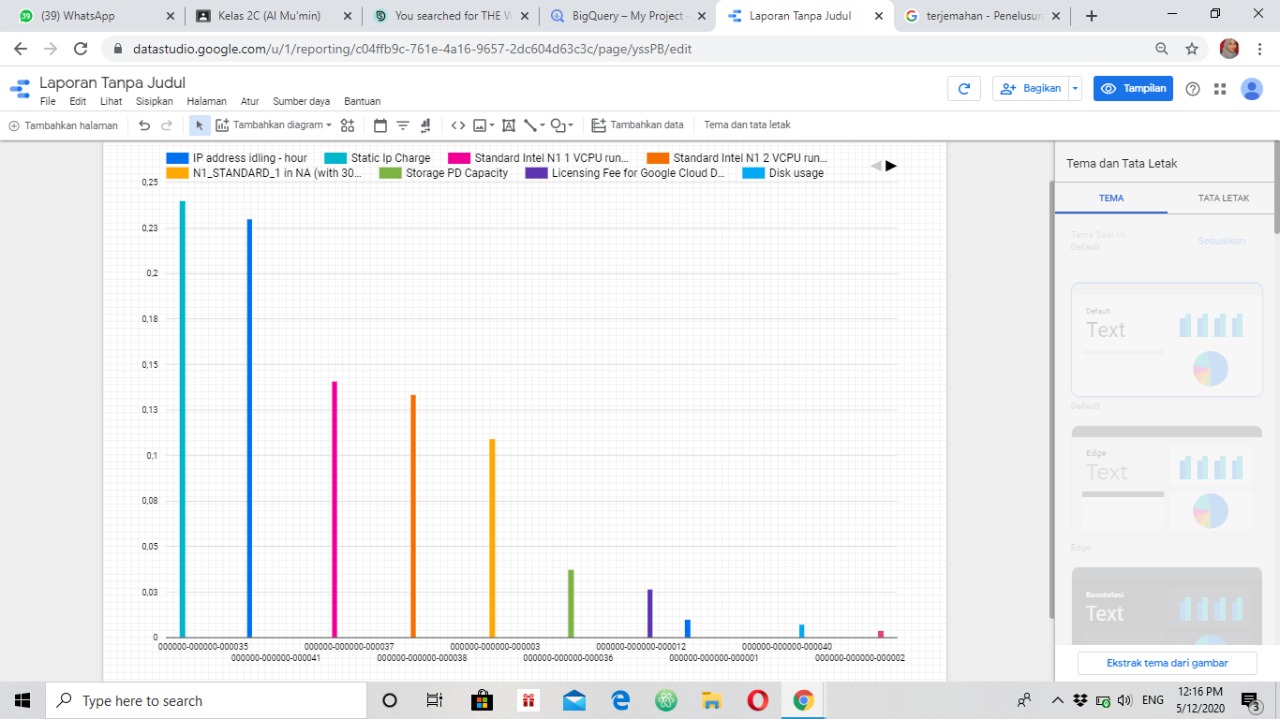 (39) WhatsApp
Kelas 2C (Al Mu'min)
You searched for THE W
BigQuery – My Project -
Laporan Tanpa Judul
terjemahan - Penelusur
datastudio.google.com/u/1/reporting/c04ffb9c-761e-4a16-9657-2dc604d63c3c/page/yssPB/edit
Laporan Tanpa Judul
File Edit Lihat Sisipkan Halaman Atur Sumber daya Bantuan
Bagikan
Tampilan
Tambahkan halaman
Tambahkan diagram
Tambahkan data
Tema dan tata letak
IP address idling - hour
Static Ip Charge
Standard Intel N1 1 VCPU run...
Standard Intel N1 2 VCPU run...
N1_STANDARD_1 in NA (with 30...
Storage PD Capacity
Licensing Fee for Google Cloud D...
Disk usage
0,25
0,23
0,2
0,18
0,15
0,13
0,1
0,08
0,05
0,03
0
000000-000000-000035
000000-000000-000041
000000-000000-000037
000000-000000-000038
000000-000000-000003
000000-000000-000036
000000-000000-000012
000000-000000-000001
000000-000000-000040
000000-000000-000002
Tema dan Tata Letak
TEMA
TATA LETAK
Tema Saat Ini
Default
Sesuaikan
Default
Text
Default
Edge
Text
Edge
Konstelasi
Text
Ekstrak tema dari gambar
Type here to search
ENG
12:16 PM
5/12/2020
3